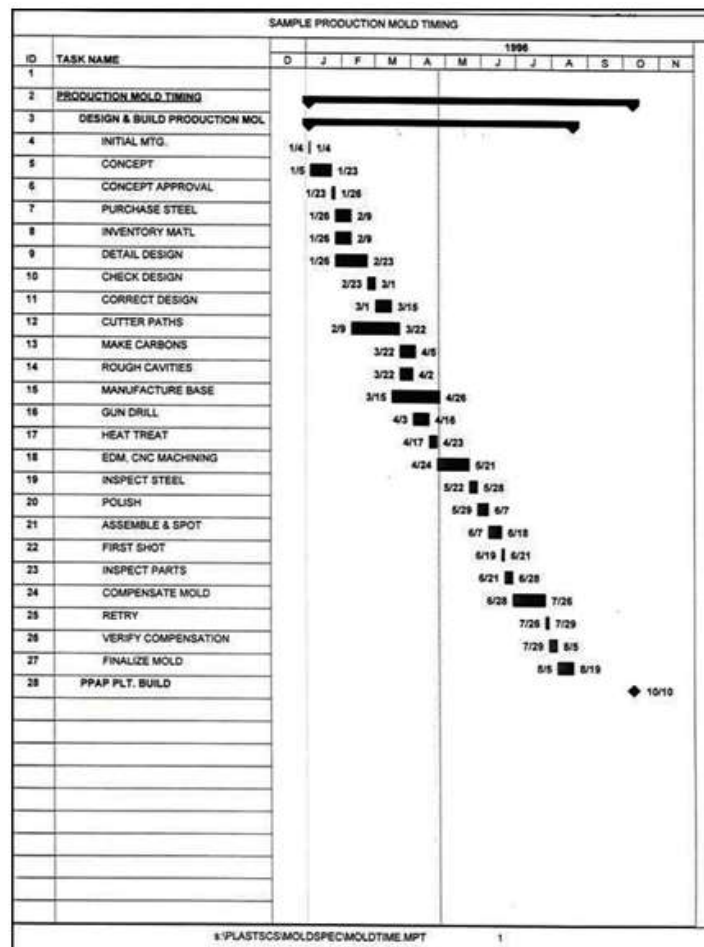 SAMPLE PRODUCTION MOLD TIMING
1996
ID TASK NAME D J F M A M J J A S O N
1
2 PRODUCTION MOLD TIMING
3 DESIGN & BUILD PRODUCTION MOL
4 INITIAL MTG. 1/4 1/4
5 CONCEPT 1/5 1/23
6 CONCEPT APPROVAL 1/23 1/26
7 PURCHASE STEEL 1/26 2/9
8 INVENTORY MATL 1/26 2/9
9 DETAIL DESIGN 1/26 2/23
10 CHECK DESIGN 2/23 3/1
11 CORRECT DESIGN 3/1 3/15
12 CUTTER PATHS 2/9 3/22
13 MAKE CARBONS 3/22 4/5
14 ROUGH CAVITIES 3/22 4/2
15 MANUFACTURE BASE 3/15 4/26
16 GUN DRILL 4/3 4/16
17 HEAT TREAT 4/17 4/23
18 EDM, CNC MACHINING 4/24 5/21
19 INSPECT STEEL 5/22 5/28
20 POLISH 5/29 6/7
21 ASSEMBLE & SPOT 6/7 6/18
22 FIRST SHOT 6/19 6/21
23 INSPECT PARTS 6/21 6/28
24 COMPENSATE MOLD 6/28 7/26
25 RETRY 7/26 7/29
26 VERIFY COMPENSATION 7/29 8/5
27 FINALIZE MOLD 8/5 8/19
28 PPAP PLT. BUILD 10/10
s:\PLASTSCS\MOLDSPEC\MOLDTIME.MPT 1